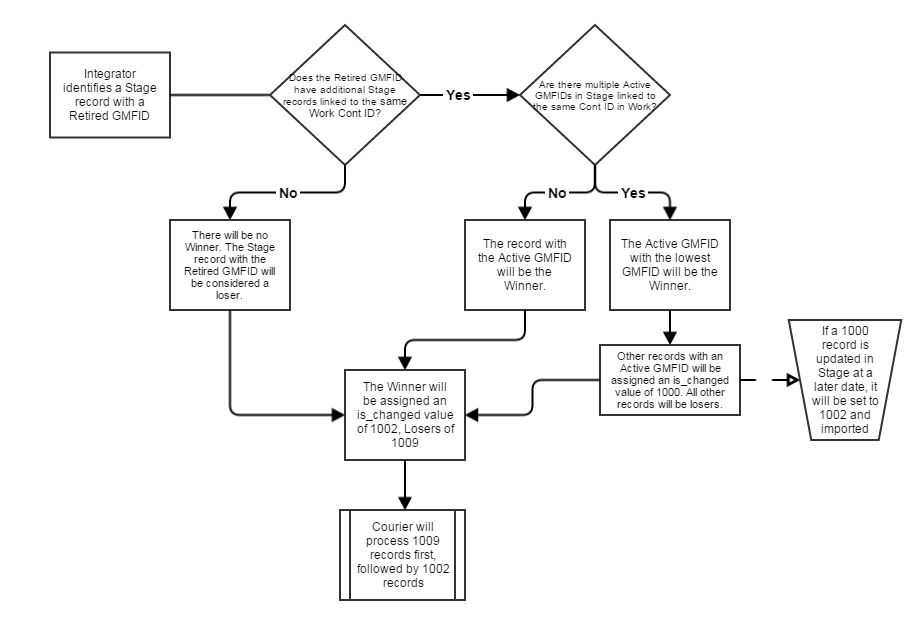 Integrator
identifies a Stage
record with a
Retired GMFID
Does the Retired GMFID
have additional Stage
records linked to the same
Work Cont ID?
Yes
Are there multiple Active
GMFIDs in Stage linked to
the same Cont ID in Work?
No
No
Yes
There will be no
Winner. The Stage
record with the
Retired GMFID will
be considered a
loser.
The record with
the Active GMFID
will be the
Winner.
The Active GMFID
with the lowest
GMFID will be the
Winner.
Other records with an
Active GMFID will be
assigned an is_changed
value of 1000. All other
records will be losers.
If a 1000
record is
updated in
Stage at a
later date, it
will be set to
1002 and
imported
The Winner will
be assigned an
is_changed value
of 1002, Losers of
1009
Courier will
process 1009
records first,
followed by 1002
records